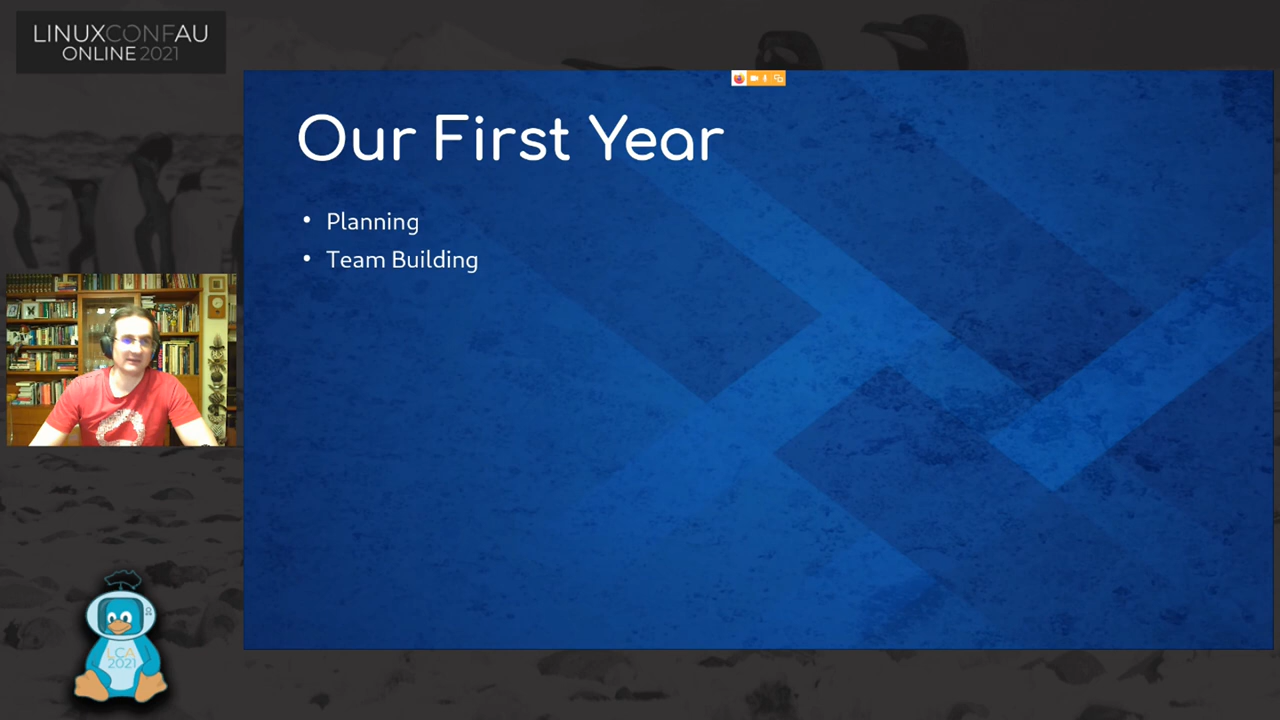 LINUXCONFAU
ONLINE 2021
Our First Year
• Planning
• Team Building
LCA
2021